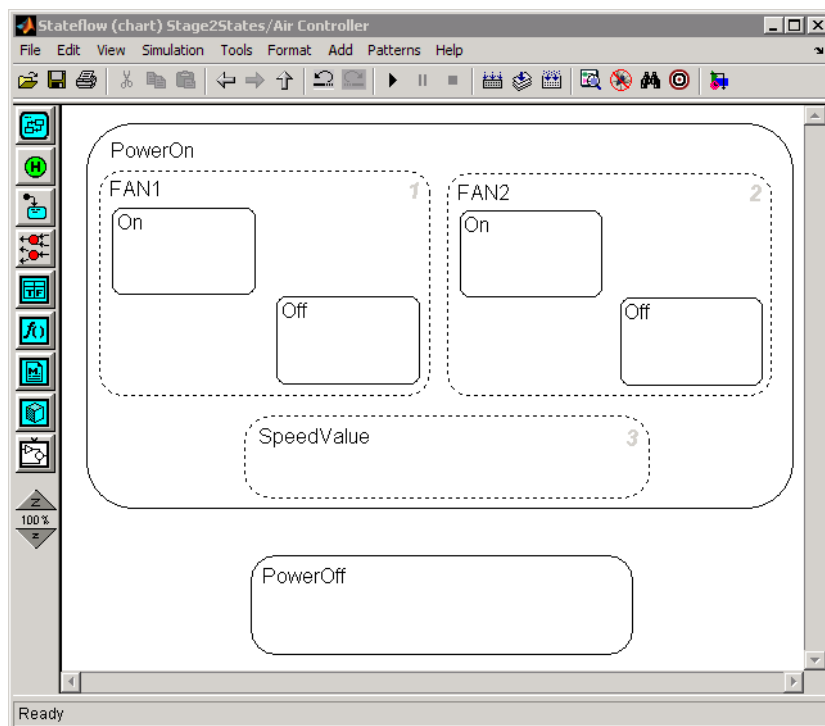 Stateflow (chart) Stage2States/Air Controller
File Edit View Simulation Tools Format Add Patterns Help
H
PowerOn
FAN1 1
FAN2 2
On
On
Off
Off
TF
f()
M
SpeedValue 3
Z
100 %
z
PowerOff
Ready